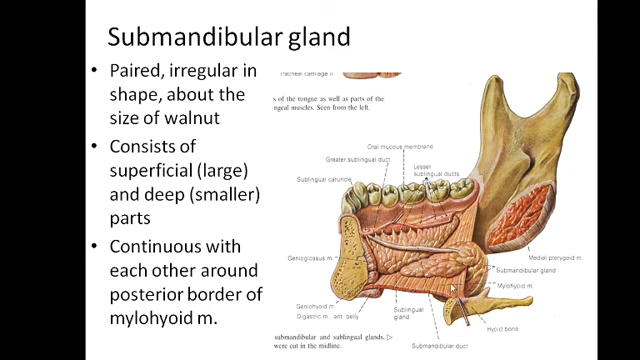 Submandibular gland
• Paired, irregular in
shape, about the
size of walnut
• Consists of
superficial (large)
and deep (smaller)
parts
• Continuous with
each other around
posterior border of
mylohyoid m.
Tracheal cartilage II
s of the tongue as well as parts of the
ngeal muscles. Seen from the left.
Oral mucous membrane
Greater sublingual duct
Lesser
sublingual ducts
Sublingual caruncle
Genioglossus m.
Medial pterygoid m.
Submandibular gland
Mylohyoid m.
Geniohyoid m.
Digastric m., ant. belly
Sublingual
gland
Hyoid bone
Submandibular duct
submandibular and sublingual glands. ▷
were cut in the midline.